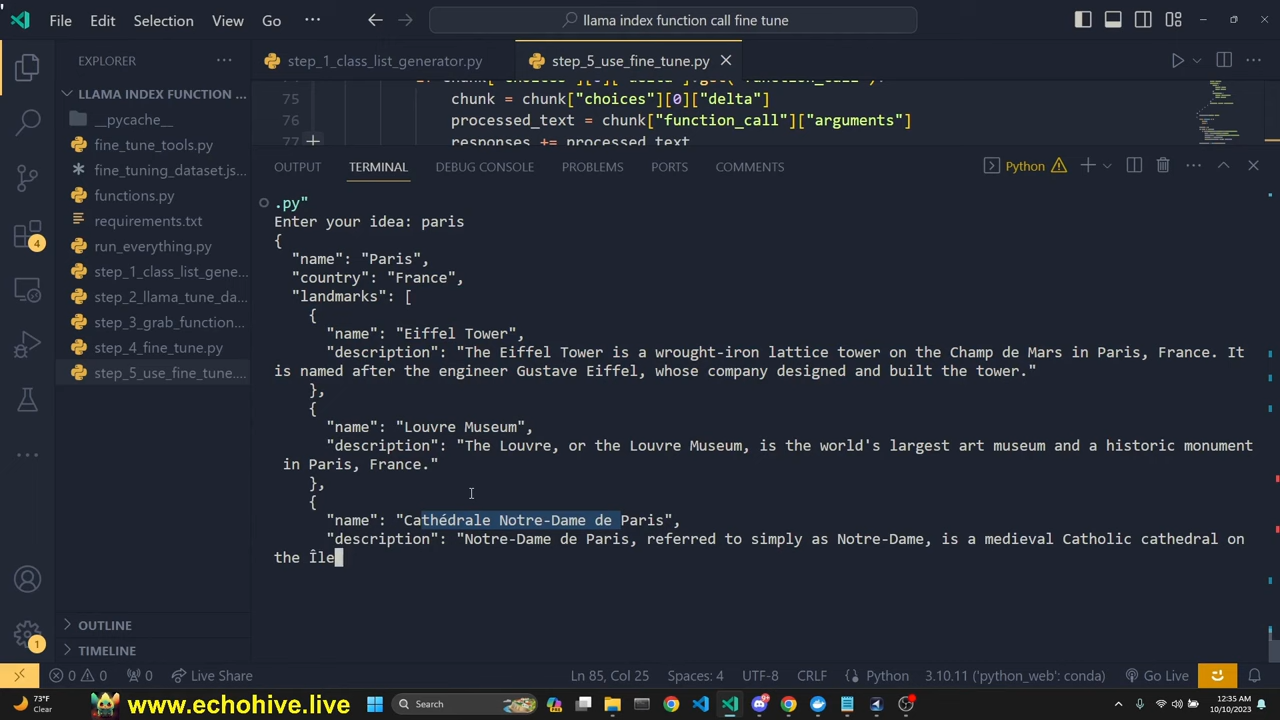 File Edit Selection View Go ··· llama index function call fine tune
EXPLORER ···
step_1_class_list_generator.py
step_5_use_fine_tune.py
LLAMA INDEX FUNCTION ...
__pycache__
fine_tune_tools.py
fine_tuning_dataset.js...
functions.py
requirements.txt
run_everything.py
step_1_class_list_gene...
step_2_llama_tune_da...
step_3_grab_function...
step_4_fine_tune.py
step_5_use_fine_tune....
OUTLINE
TIMELINE
4
1
75 chunk = chunk["choices"][0]["delta"]
76 processed_text = chunk["function_call"]["arguments"]
77 responses += processed_text
OUTPUT TERMINAL DEBUG CONSOLE PROBLEMS PORTS COMMENTS
Python
.py"
Enter your idea: paris
{
"name": "Paris",
"country": "France",
"landmarks": [
{
"name": "Eiffel Tower",
"description": "The Eiffel Tower is a wrought-iron lattice tower on the Champ de Mars in Paris, France. It
is named after the engineer Gustave Eiffel, whose company designed and built the tower."
},
{
"name": "Louvre Museum",
"description": "The Louvre, or the Louvre Museum, is the world's largest art museum and a historic monument
in Paris, France."
},
{
"name": "Cathédrale Notre-Dame de Paris",
"description": "Notre-Dame de Paris, referred to simply as Notre-Dame, is a medieval Catholic cathedral on
the Île
0 0 0 Live Share Ln 85, Col 25 Spaces: 4 UTF-8 CRLF Python 3.10.11 ('python_web': conda) Go Live
73°F
Clear
www.echohive.live
Search
12:35 AM
10/10/2023